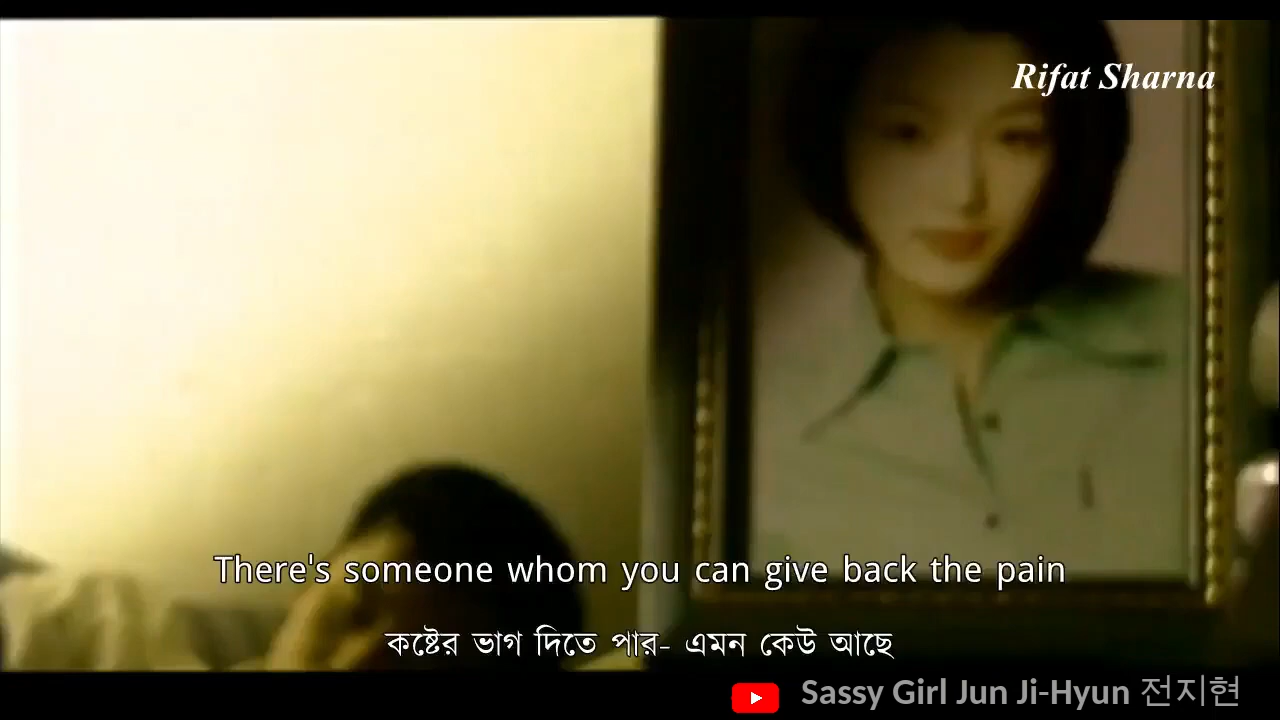 Rifat Sharna
There's someone whom you can give back the pain
কষ্টের ভাগ দিতে পার- এমন কেউ আছে
Sassy Girl Jun Ji-Hyun 전지현